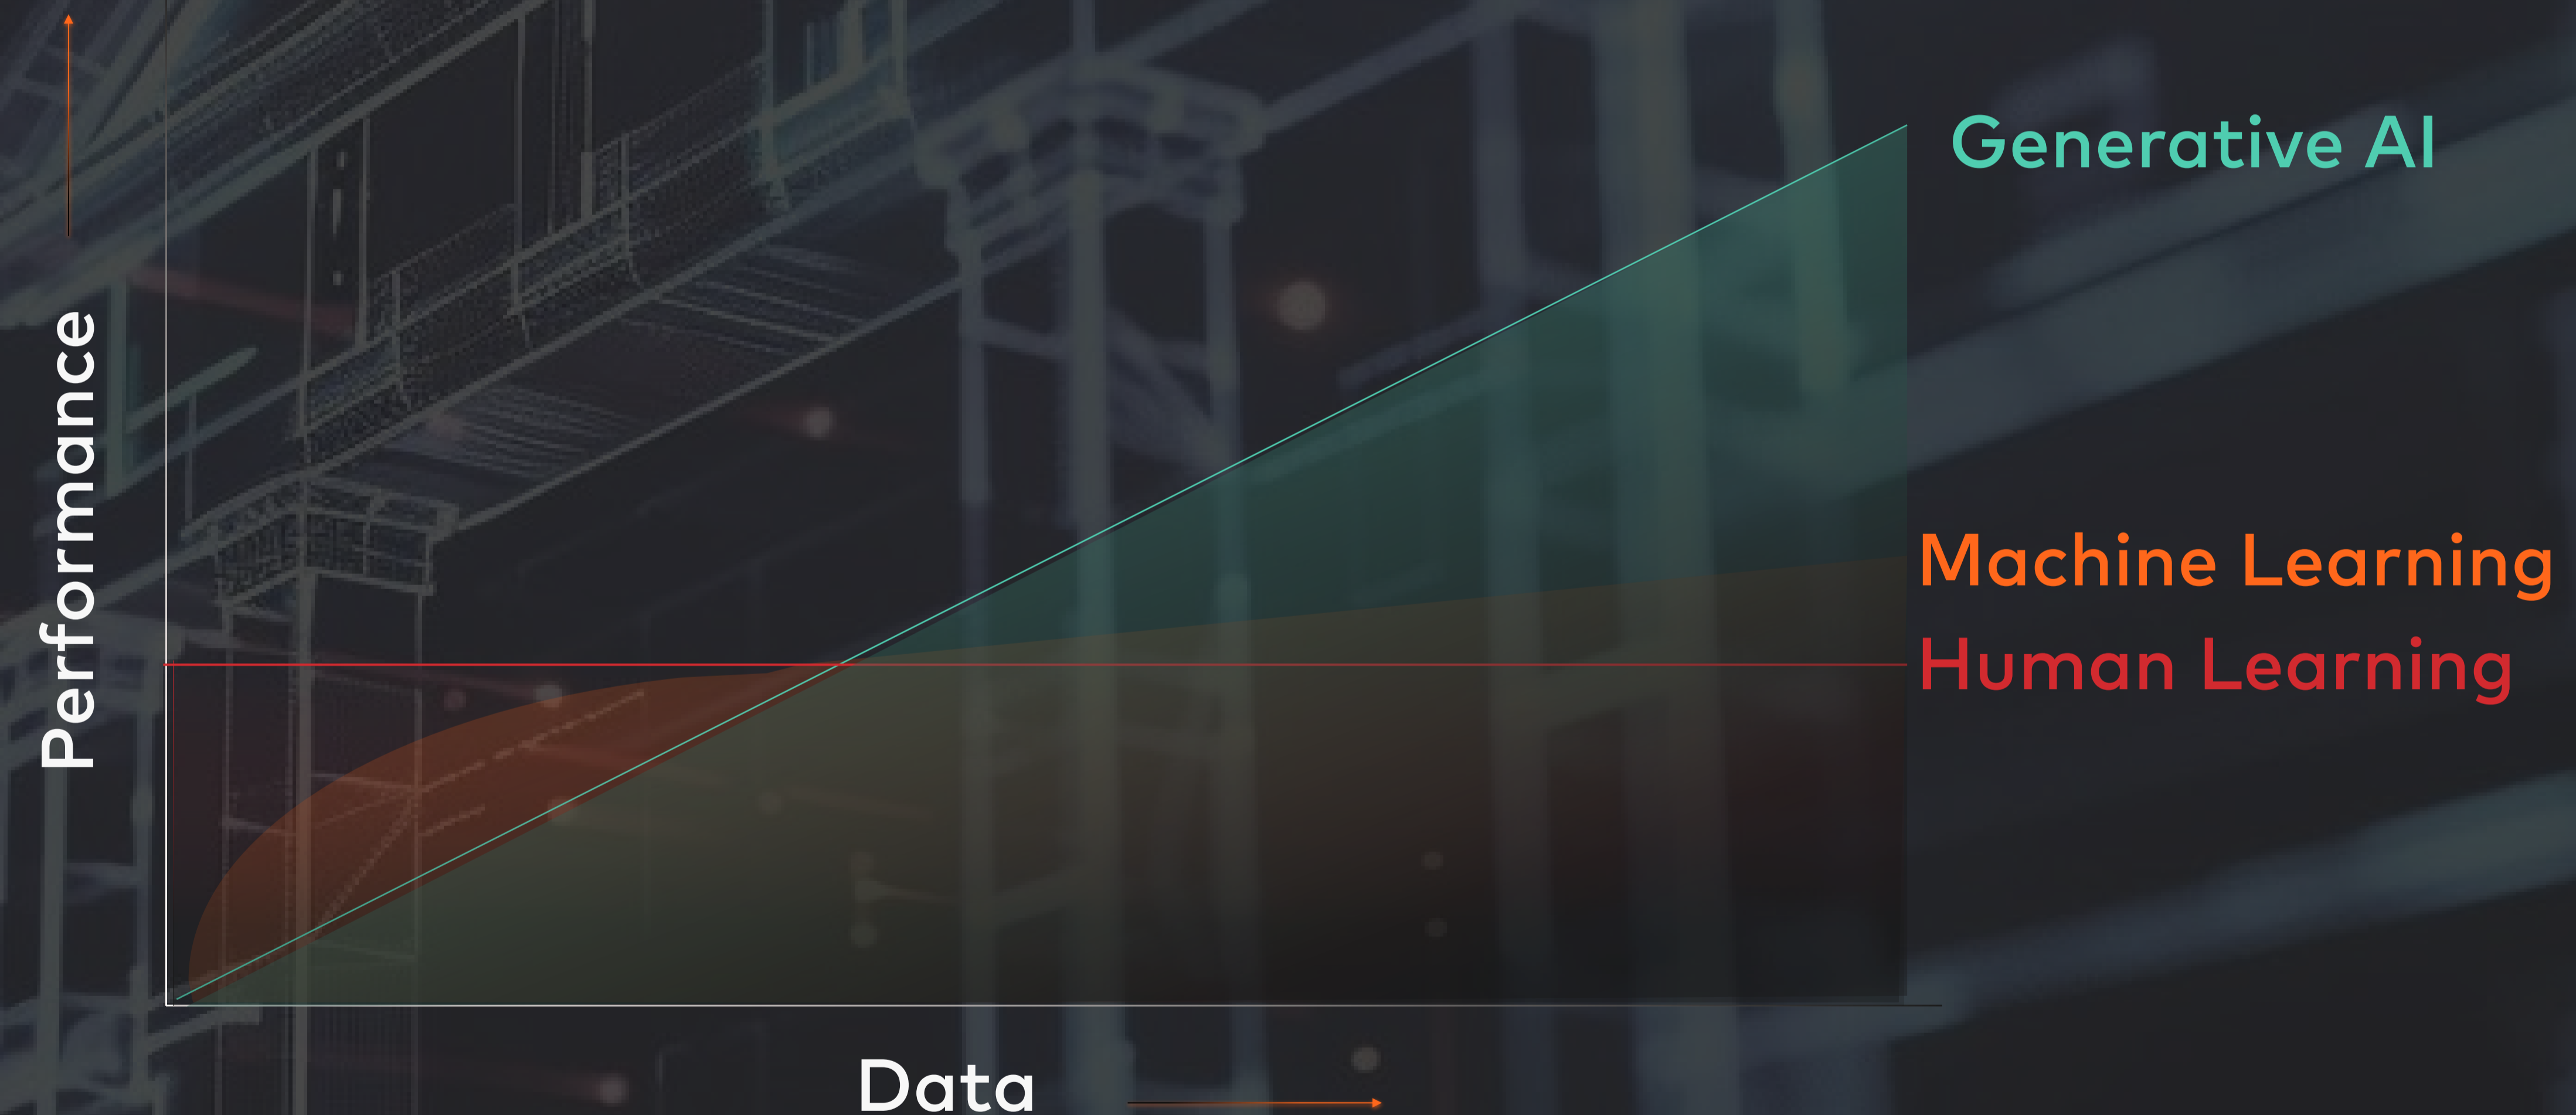 Performance
Generative AI
Machine Learning
Human Learning
Data